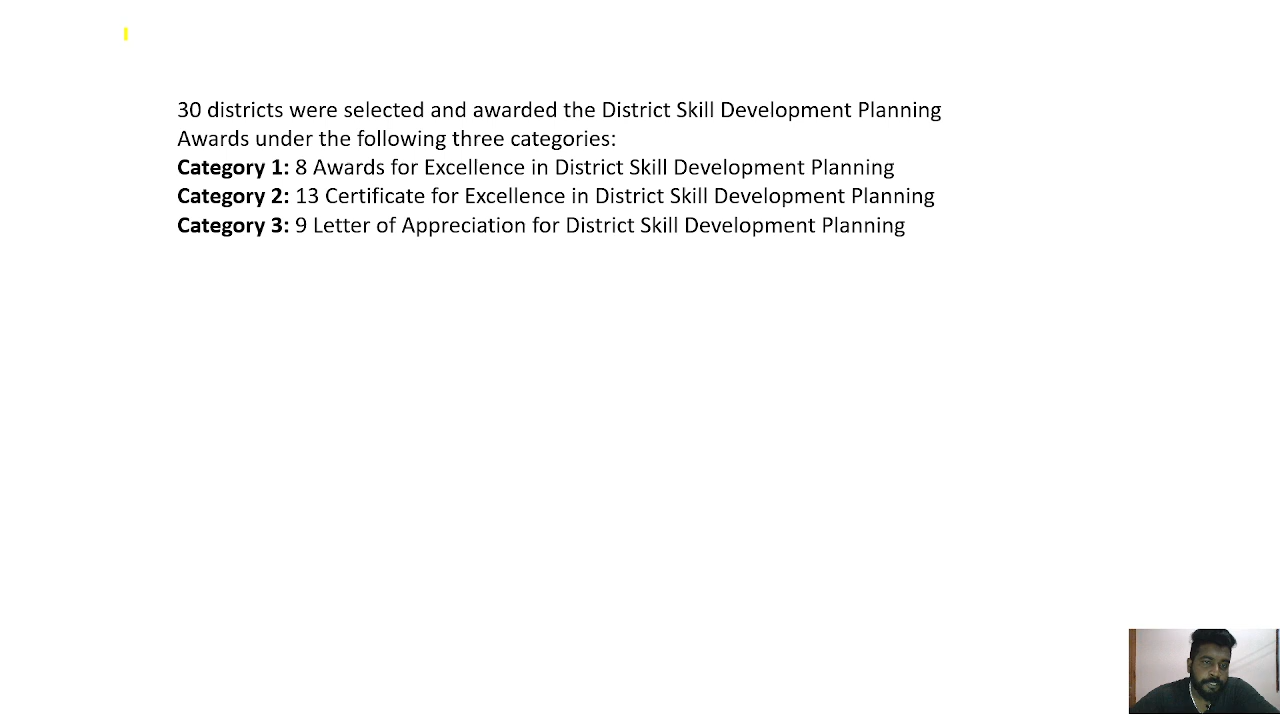 30 districts were selected and awarded the District Skill Development Planning
Awards under the following three categories:
Category 1: 8 Awards for Excellence in District Skill Development Planning
Category 2: 13 Certificate for Excellence in District Skill Development Planning
Category 3: 9 Letter of Appreciation for District Skill Development Planning